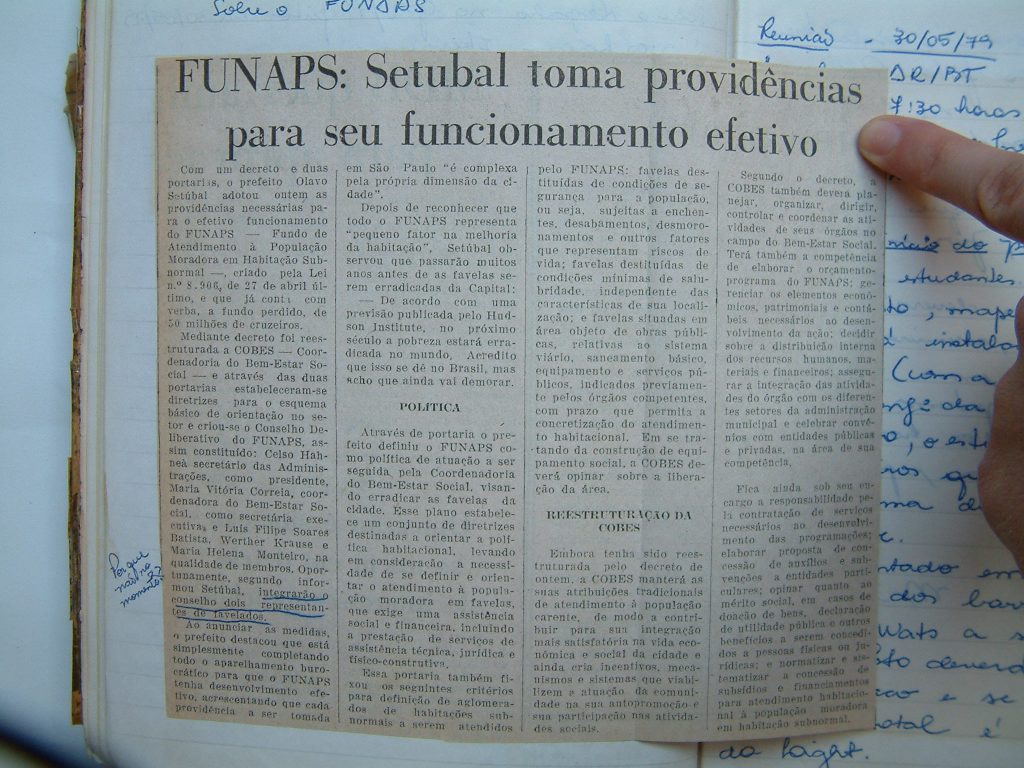 Sobre o FUNAPS
FUNAPS: Setubal toma providências
para seu funcionamento efetivo
Com um decreto e duas
portarias, o prefeito Olavo
Setúbal adotou ontem as
providências necessárias pa-
ra o efetivo funcionamento
do FUNAPS — Fundo de
Atendimento à População
Moradora em Habitação Sub-
normal —, criado pela Lei
n.º 8.906, de 27 de abril úl-
timo, e que já conta com
verba, a fundo perdido, de
50 milhões de cruzeiros.
Mediante decreto foi rees-
truturada a COBES — Coor-
denadoria do Bem-Estar So-
cial — e através das duas
portarias estabeleceram-se
diretrizes para o esquema
básico de orientação no se-
tor e criou-se o Conselho De-
liberativo do FUNAPS, as-
sim constituído: Celso Hah-
ne, secretário das Adminis-
trações, como presidente,
Maria Vitória Correia, coor-
denadora do Bem-Estar So-
cial, como secretária exe-
cutiva, e Luís Filipe Soares
Batista, Werther Krause e
Maria Helena Monteiro, na
qualidade de membros. Opor-
tunamente, segundo infor-
mou Setúbal, integrarão o
conselho dois representan-
tes de favelados.
Ao anunciar as medidas,
o prefeito destacou que está
simplesmente completando
todo o aparelhamento buro-
crático para que o FUNAPS
tenha desenvolvimento efe-
tivo, acrescentando que cada
providência a ser tomada
em São Paulo "é complexa
pela própria dimensão da ci-
dade".
Depois de reconhecer que
todo o FUNAPS representa
"pequeno fator na melhoria
da habitação", Setúbal ob-
servou que passarão muitos
anos antes de as favelas se-
rem erradicadas da Capital:
— De acordo com uma
previsão publicada pelo Hud-
son Institute, no próximo
século a pobreza estará erra-
dicada no mundo. Acredito
que isso se dê no Brasil, mas
acho que ainda vai demorar.
POLITICA
Através de portaria o pre-
feito definiu o FUNAPS co-
mo política de atuação a ser
seguida pela Coordenadoria
do Bem-Estar Social, visan-
do erradicar as favelas da
cidade. Esse plano estabele-
ce um conjunto de diretrizes
destinados a orientar a polí-
tica habitacional, levando
em consideração a necessida-
de de se definir e orien-
tar o atendimento à popu-
lação moradora em favelas,
que exige uma assistência
social e financeira, incluindo
a prestação de serviços de
assistência técnica, jurídica e
físico-construtiva.
Essa portaria também fi-
xou os seguintes critérios
para definição de aglomera-
dos de habitações sub-
normais a serem atendidos
pelo FUNAPS: favelas des-
tituídas de condições de se-
gurança para a população,
ou seja, sujeitas a enchen-
tes, desabamentos, desmoro-
namentos e outros fatores
que representam riscos de
vida; favelas destituídas de
condições mínimas de salu-
bridade, independente das
características de sua locali-
zação; e favelas situadas em
área objeto de obras públi-
cas, relativas ao sistema
viário, saneamento básico,
equipamento e serviços pú-
blicos, indicados previamen-
te pelos órgãos competentes,
com prazo que permita a
concretização do atendimen-
to habitacional. Em se tra-
tando da construção de equi-
pamento social, a COBES de-
verá opinar sobre a libera-
ção da área.
REESTRUTURAÇÃO DA
COBES
Embora tenha sido rees-
truturada pelo decreto de
ontem, a COBES manterá as
suas atribuições tradicionais
de atendimento à população
carente, de modo a contri-
buir para sua integração
mais satisfatória na vida eco-
nômica e social da cidade e
ainda cria incentivos, meca-
nismos e sistemas que viabi-
lizem a atuação da comuni-
dade na sua autopromoção e
sua participação nas ativida-
des sociais.
Segundo o decreto, a
COBES também deverá pla-
nejar, organizar, dirigir,
controlar e coordenar as ati-
vidades de seus órgãos no
campo do Bem-Estar Social.
Terá também a competência
de elaborar o orçamento-
programa do FUNAPS; ge-
renciar os elementos econô-
micos, patrimoniais e contá-
beis necessários ao desen-
volvimento da ação; decidir
sobre a distribuição interna
dos recursos humanos, ma-
teriais e financeiros; assegu-
rar a integração das ativida-
des do órgão com os diferen-
tes setores da administração
municipal e celebrar convê-
nios com entidades públicas
e privadas, na área de sua
competência.
Fica ainda sob seu en-
cargo a responsabilidade pe-
la contratação de serviços
necessários ao desenvolvi-
mento das programações;
elaborar proposta de con-
cessão de auxílios e sub-
venções a entidades parti-
culares; opinar quanto ao
mérito social, em casos de
doação de bens, declaração
de utilidade pública e outros
benefícios a serem concedi-
dos a pessoas físicas ou ju-
rídicas; e normatizar e sis-
tematizar a concessão de
subsídios e financiamentos
para atendimento habitacio-
nal à população moradora
em habitação subnormal.
Por que
não no
momento?
Reunião - 30/05/79
AR/BT
7:30 horas
início do
estudantes
mape
instala
(com a
da
o, o est
ma de
ntado em
dos bar
Wats a s
to deverá
ao e se
total é
da Light.